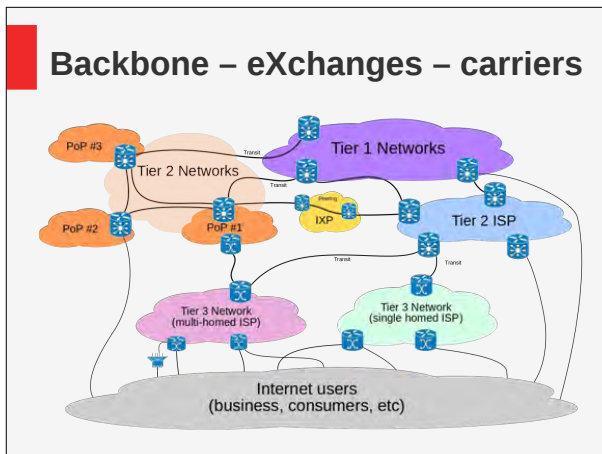 Backbone – eXchanges – carriers
PoP #3
Transit
Tier 1 Networks
Tier 2 Networks
Transit
Peering
IXP
PoP #2
PoP #1
Tier 2 ISP
Transit
Transit
Tier 3 Network
(multi-homed ISP)
Tier 3 Network
(single homed ISP)
Internet users
(business, consumers, etc)